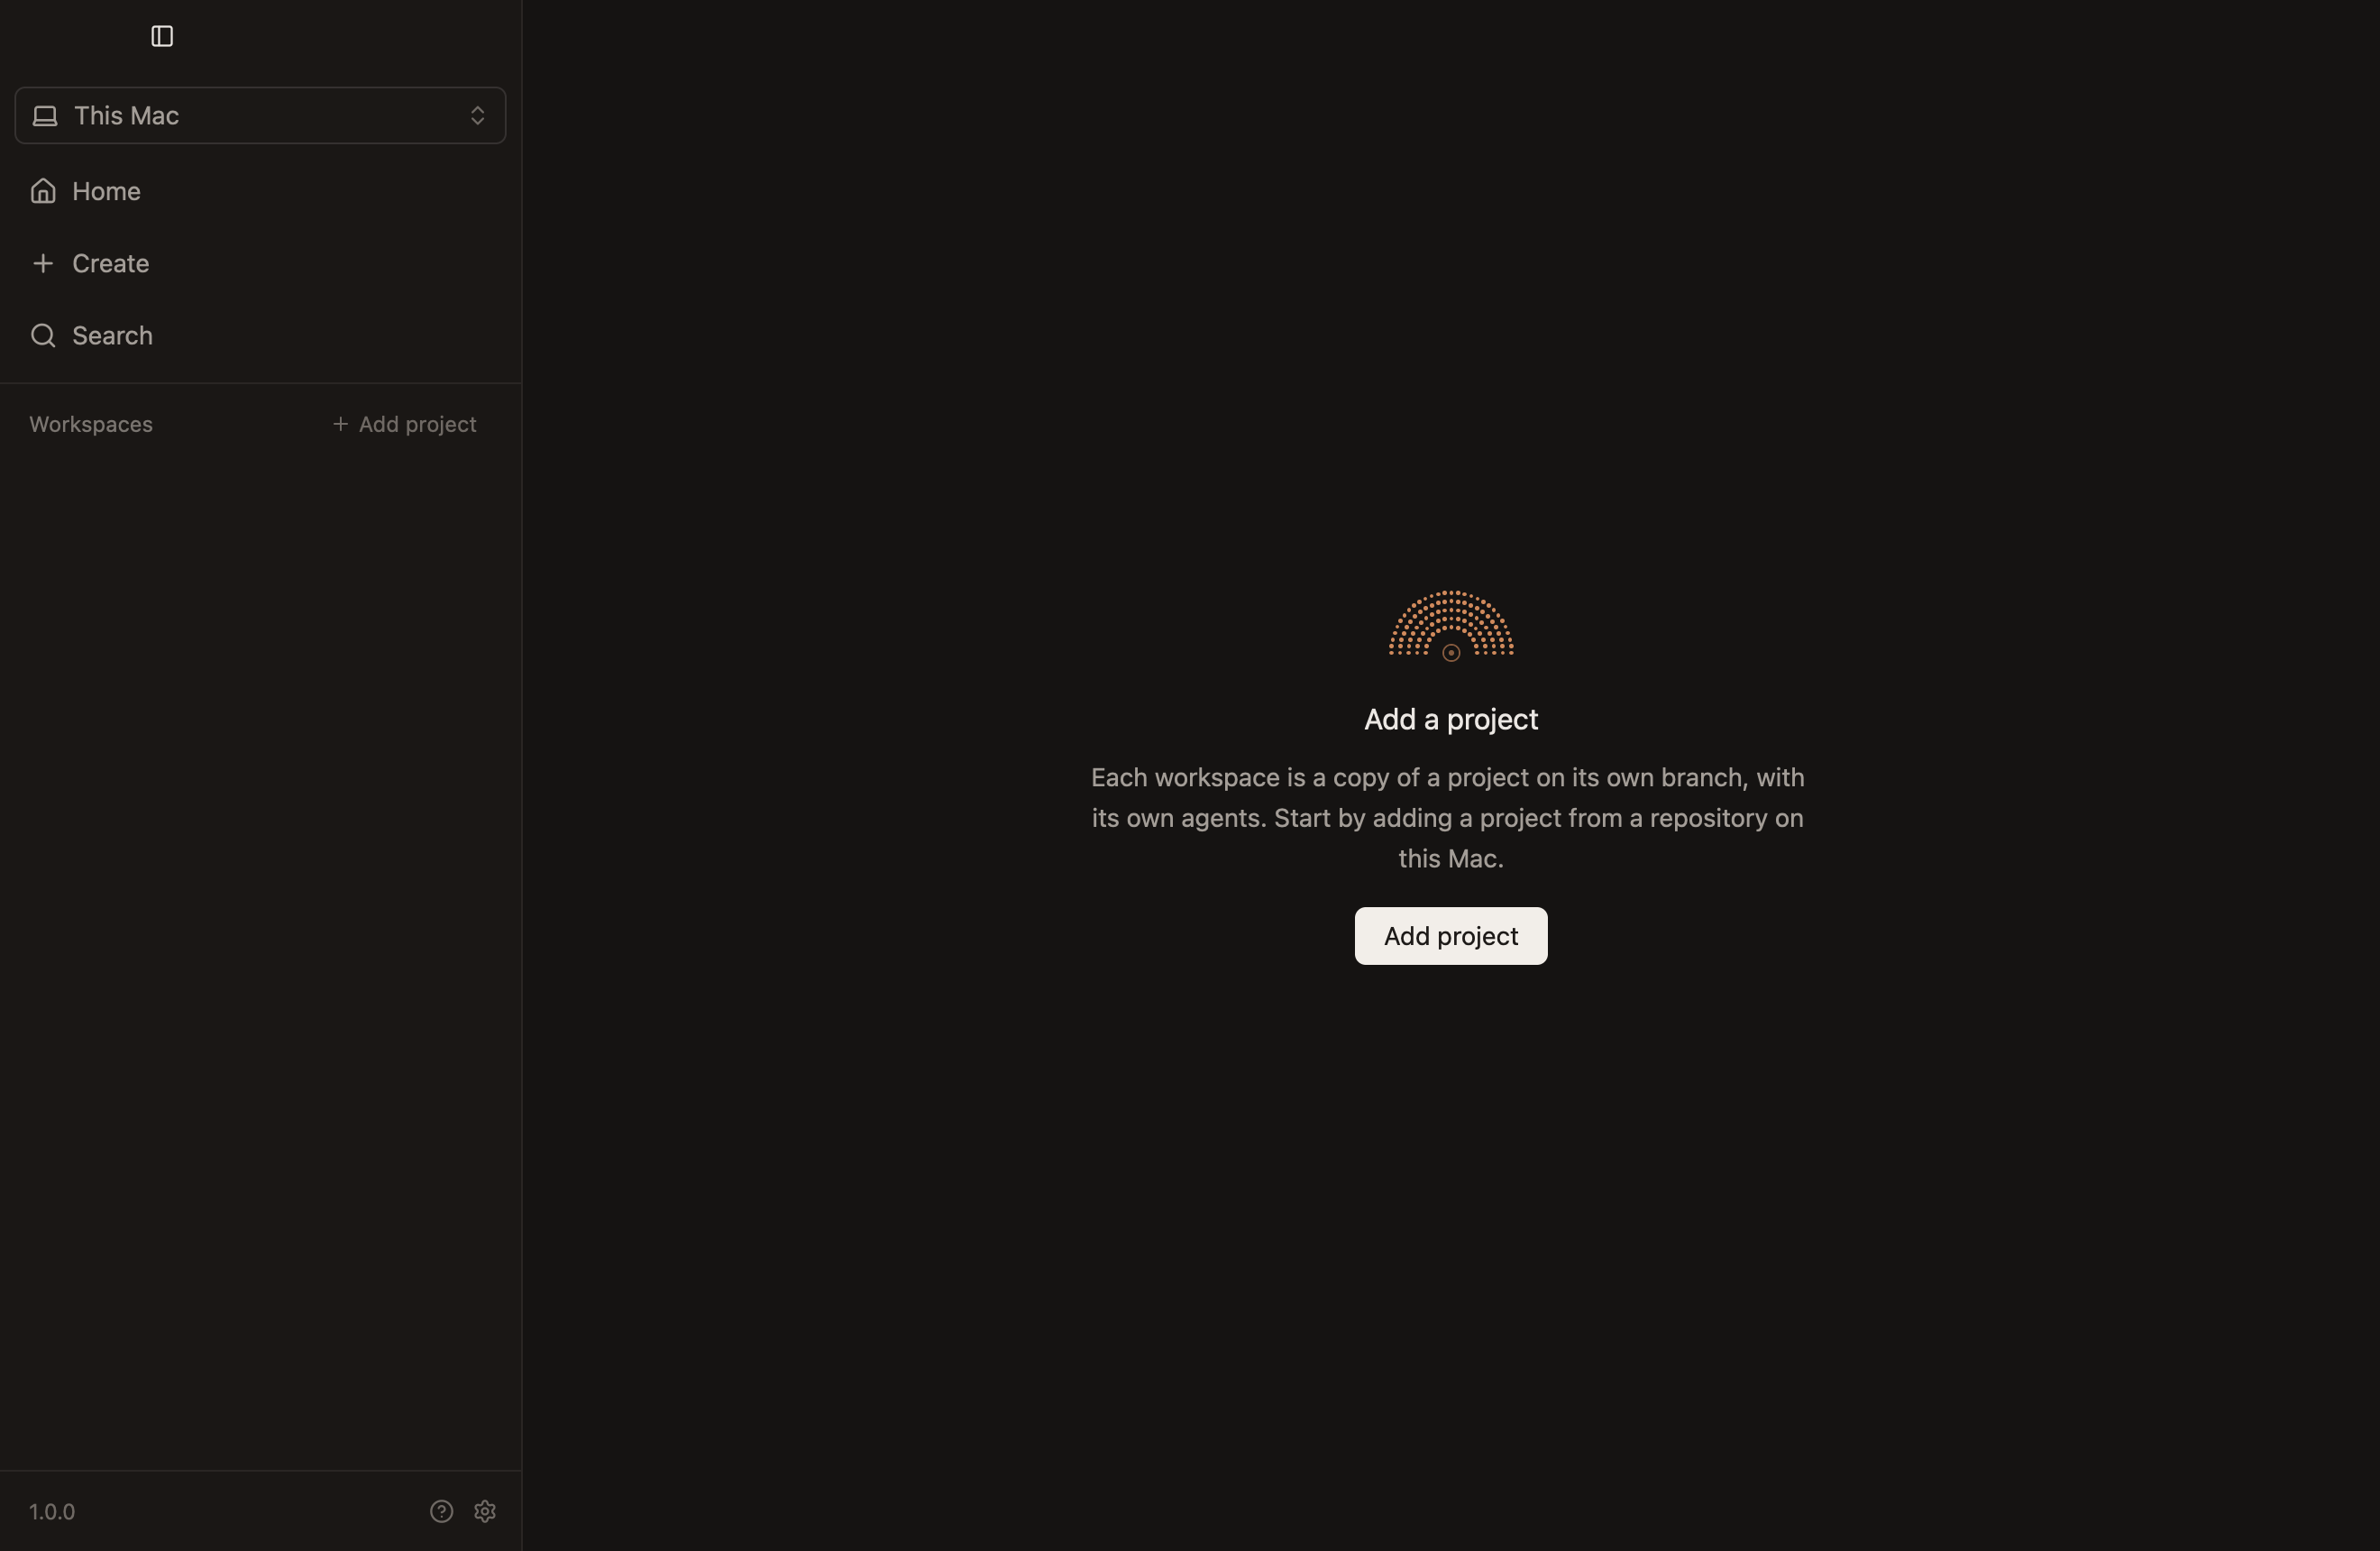 This Mac
Home
Create
Search
Workspaces
Add project
Add a project
Each workspace is a copy of a project on its own branch, with
its own agents. Start by adding a project from a repository on
this Mac.
Add project
1.0.0